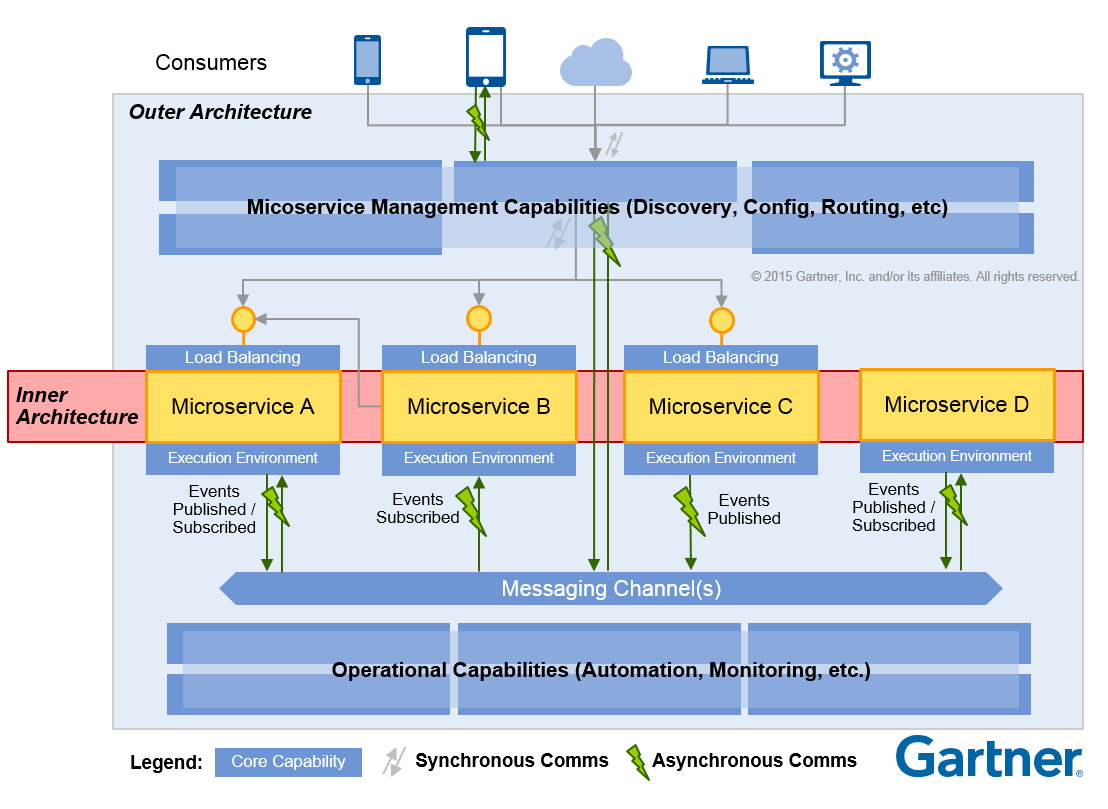 Consumers
Outer Architecture
Micoservice Management Capabilities (Discovery, Config, Routing, etc)
© 2015 Gartner, Inc. and/or its affiliates. All rights reserved.
Load Balancing
Load Balancing
Load Balancing
Inner
Architecture
Microservice A
Microservice B
Microservice C
Microservice D
Execution Environment
Execution Environment
Execution Environment
Execution Environment
Events
Published /
Subscribed
Events
Subscribed
Events
Published
Events
Published /
Subscribed
Messaging Channel(s)
Operational Capabilities (Automation, Monitoring, etc.)
Legend:
Core Capability
Synchronous Comms
Asynchronous Comms
Gartner®